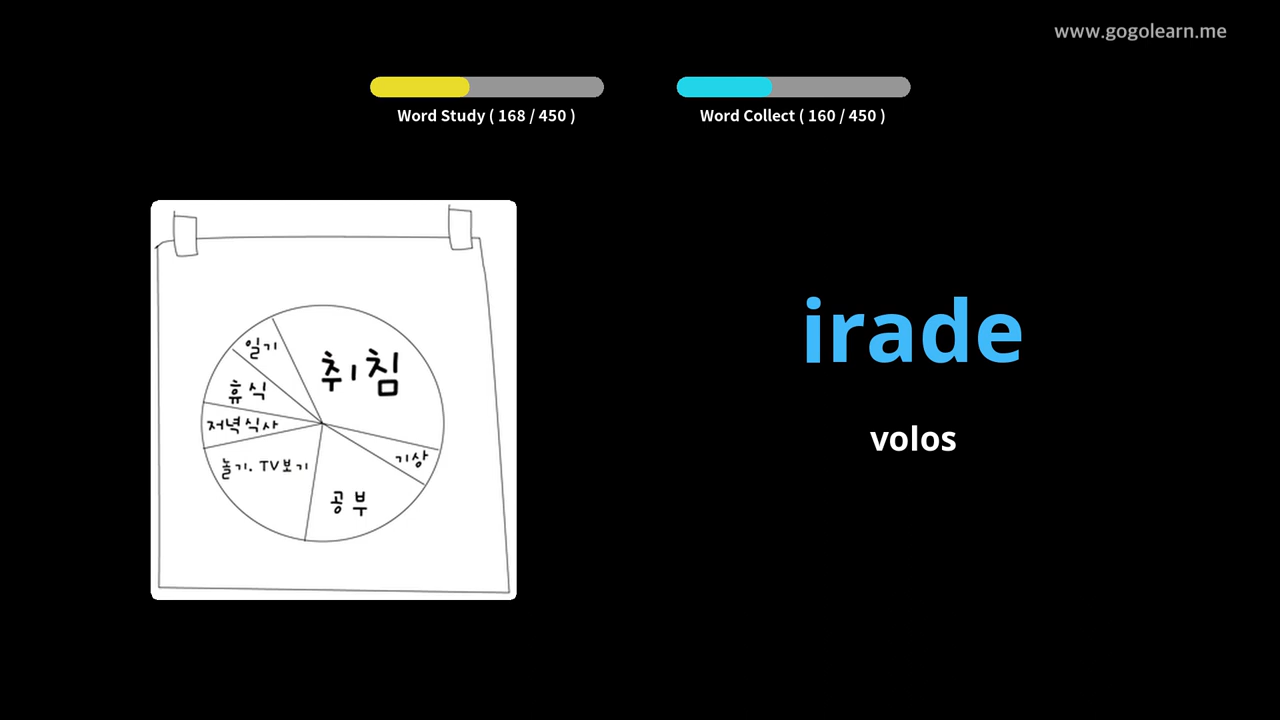 www.gogolearn.me
Word Study ( 168 / 450 )
Word Collect ( 160 / 450 )
일기
취침
휴식
저녁식사
놀기. TV보기
기상
공부
irade
volos